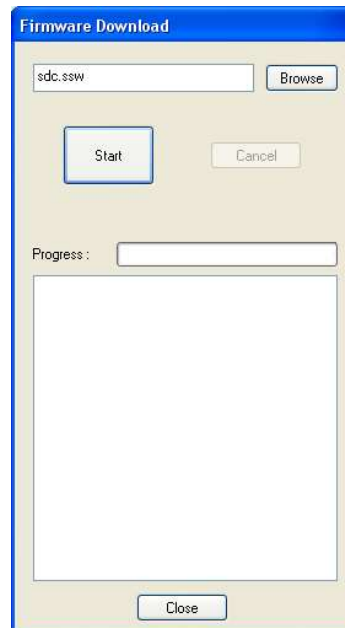 Firmware Download
sdc.ssw
Browse
Start
Cancel
Progress :
Close